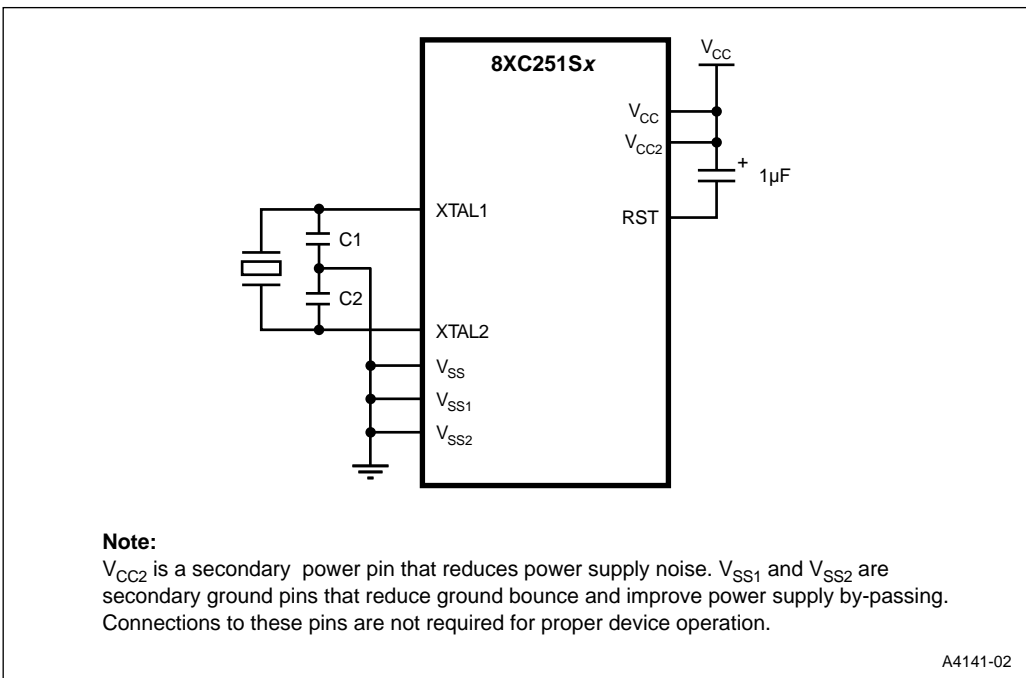 8XC251Sx
VCC
VCC
VCC2
+ 1µF
XTAL1
RST
C1
C2
XTAL2
VSS
VSS1
VSS2
Note:
VCC2 is a secondary power pin that reduces power supply noise. VSS1 and VSS2 are
secondary ground pins that reduce ground bounce and improve power supply by-passing.
Connections to these pins are not required for proper device operation.
A4141-02